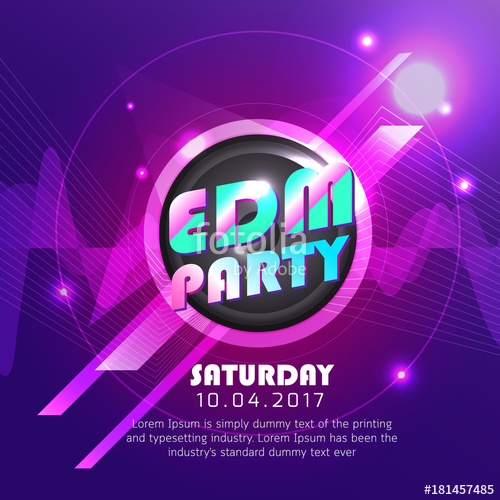 EDM
fotolia
by Adobe
PARTY
SATURDAY
10.04.2017
Lorem Ipsum is simply dummy text of the printing
and typesetting industry. Lorem Ipsum has been the
industry's standard dummy text
ever
#181457485